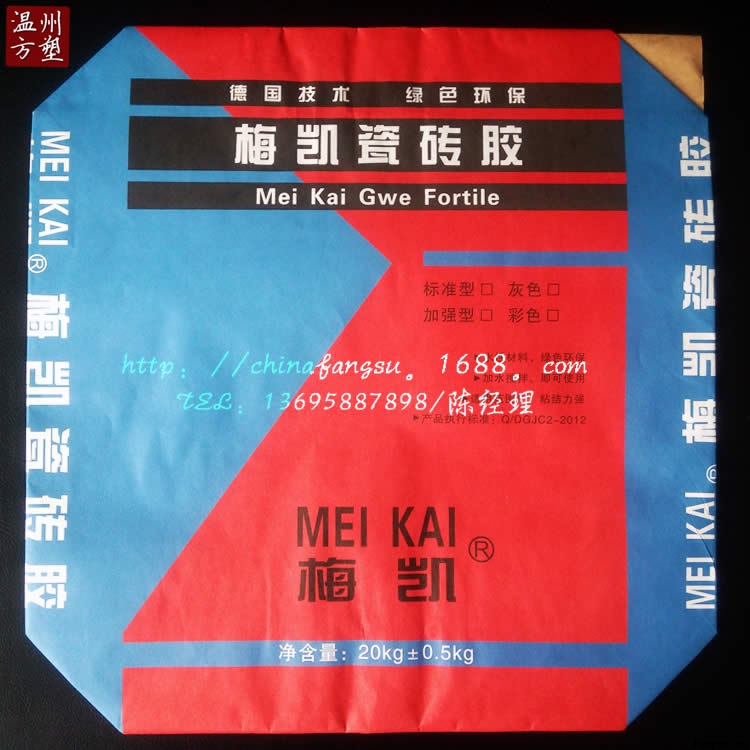 温州
方塑
德国技术 绿色环保
梅凯瓷砖胶
Mei Kai Gwe Fortile
标准型□ 灰色□
加强型□ 彩色□
材料、绿色环保
▶加水搅拌、即可使用
粘结力强
▶产品执行标准：Q/DGJC2-2012
http：//chinafangsu。1688。com
TEL：13695887898/陈经理
MEI KAI®
梅凯
净含量：20kg±0.5kg
MEI KAI® 梅凯瓷砖胶
MEI KAI® 梅凯瓷砖胶